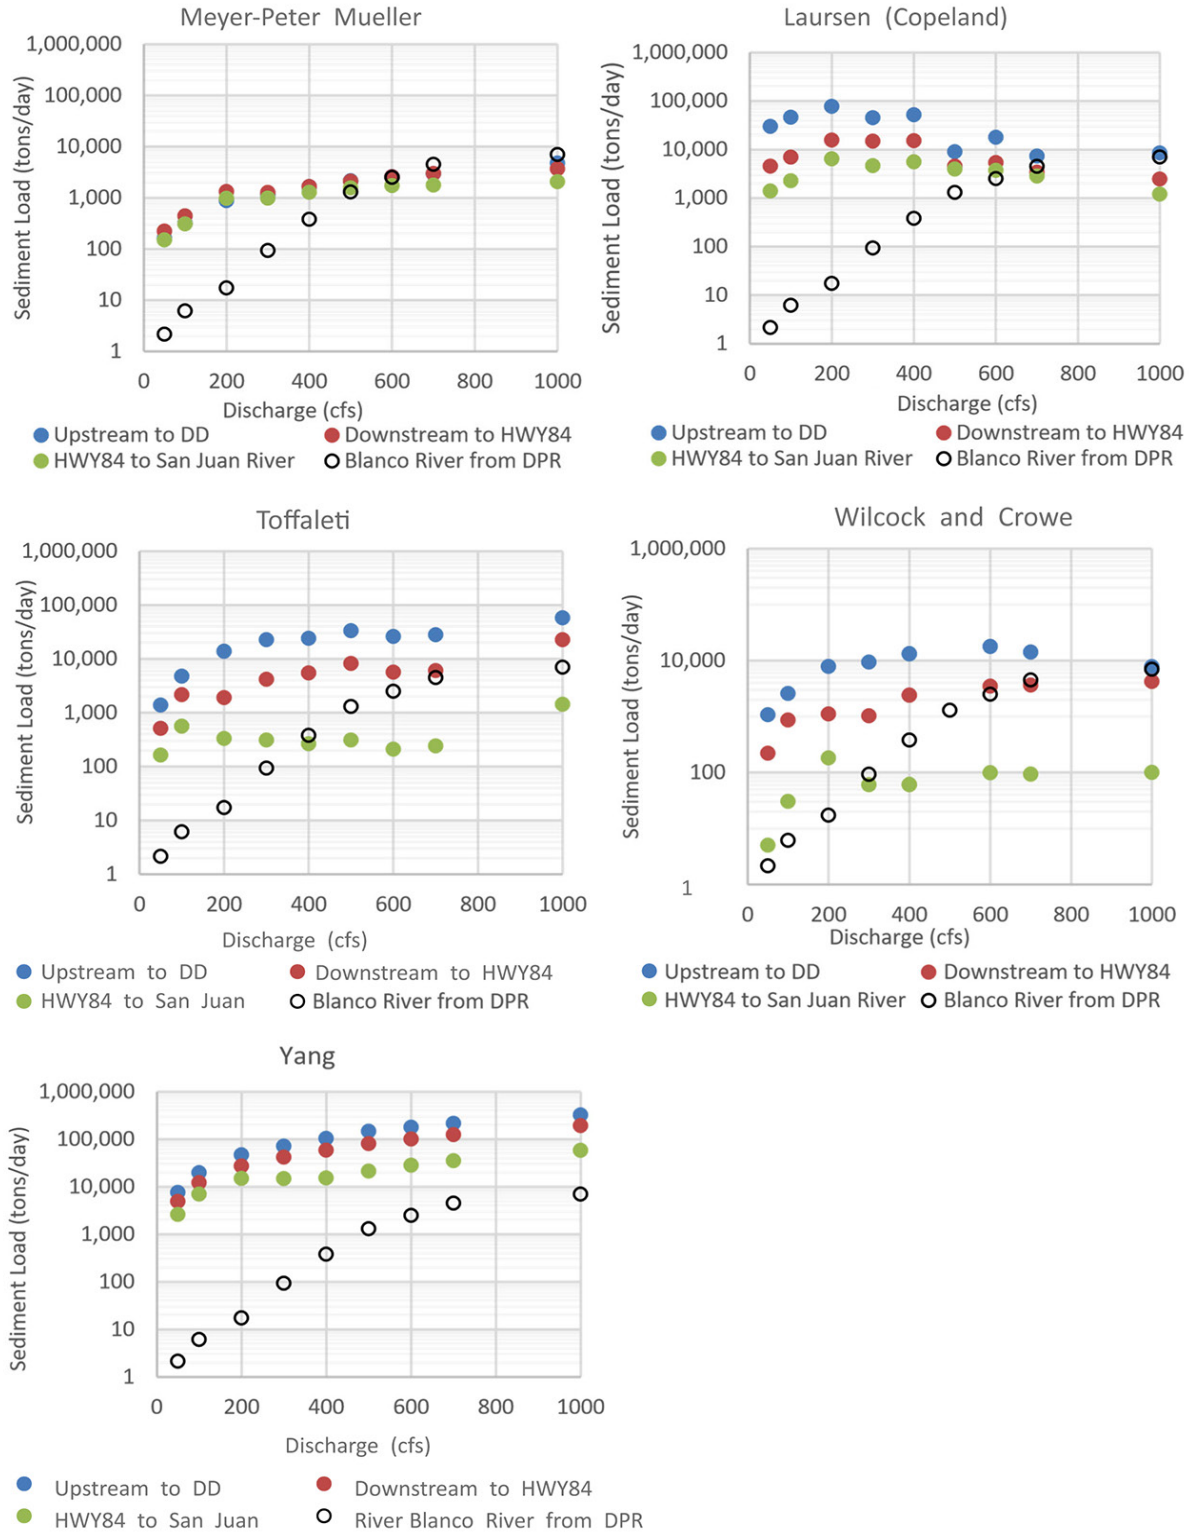 Meyer-Peter Mueller
Sediment Load (tons/day)
1,000,000
100,000
10,000
1,000
100
10
1
0 200 400 600 800 1000
Discharge (cfs)
Upstream to DD Downstream to HWY84
HWY84 to San Juan River Blanco River from DPR
Laursen (Copeland)
Sediment Load (tons/day)
1,000,000
100,000
10,000
1,000
100
10
1
0 200 400 600 800 1000
Discharge (cfs)
Upstream to DD Downstream to HWY84
HWY84 to San Juan River Blanco River from DPR
Toffaleti
Sediment Load (tons/day)
1,000,000
100,000
10,000
1,000
100
10
1
0 200 400 600 800 1000
Discharge (cfs)
Upstream to DD Downstream to HWY84
HWY84 to San Juan Blanco River from DPR
Wilcock and Crowe
Sediment Load (tons/day)
1,000,000
10,000
100
1
0 200 400 600 800 1000
Discharge (cfs)
Upstream to DD Downstream to HWY84
HWY84 to San Juan River Blanco River from DPR
Yang
Sediment Load (tons/day)
1,000,000
100,000
10,000
1,000
100
10
1
0 200 400 600 800 1000
Discharge (cfs)
Upstream to DD Downstream to HWY84
HWY84 to San Juan River Blanco River from DPR